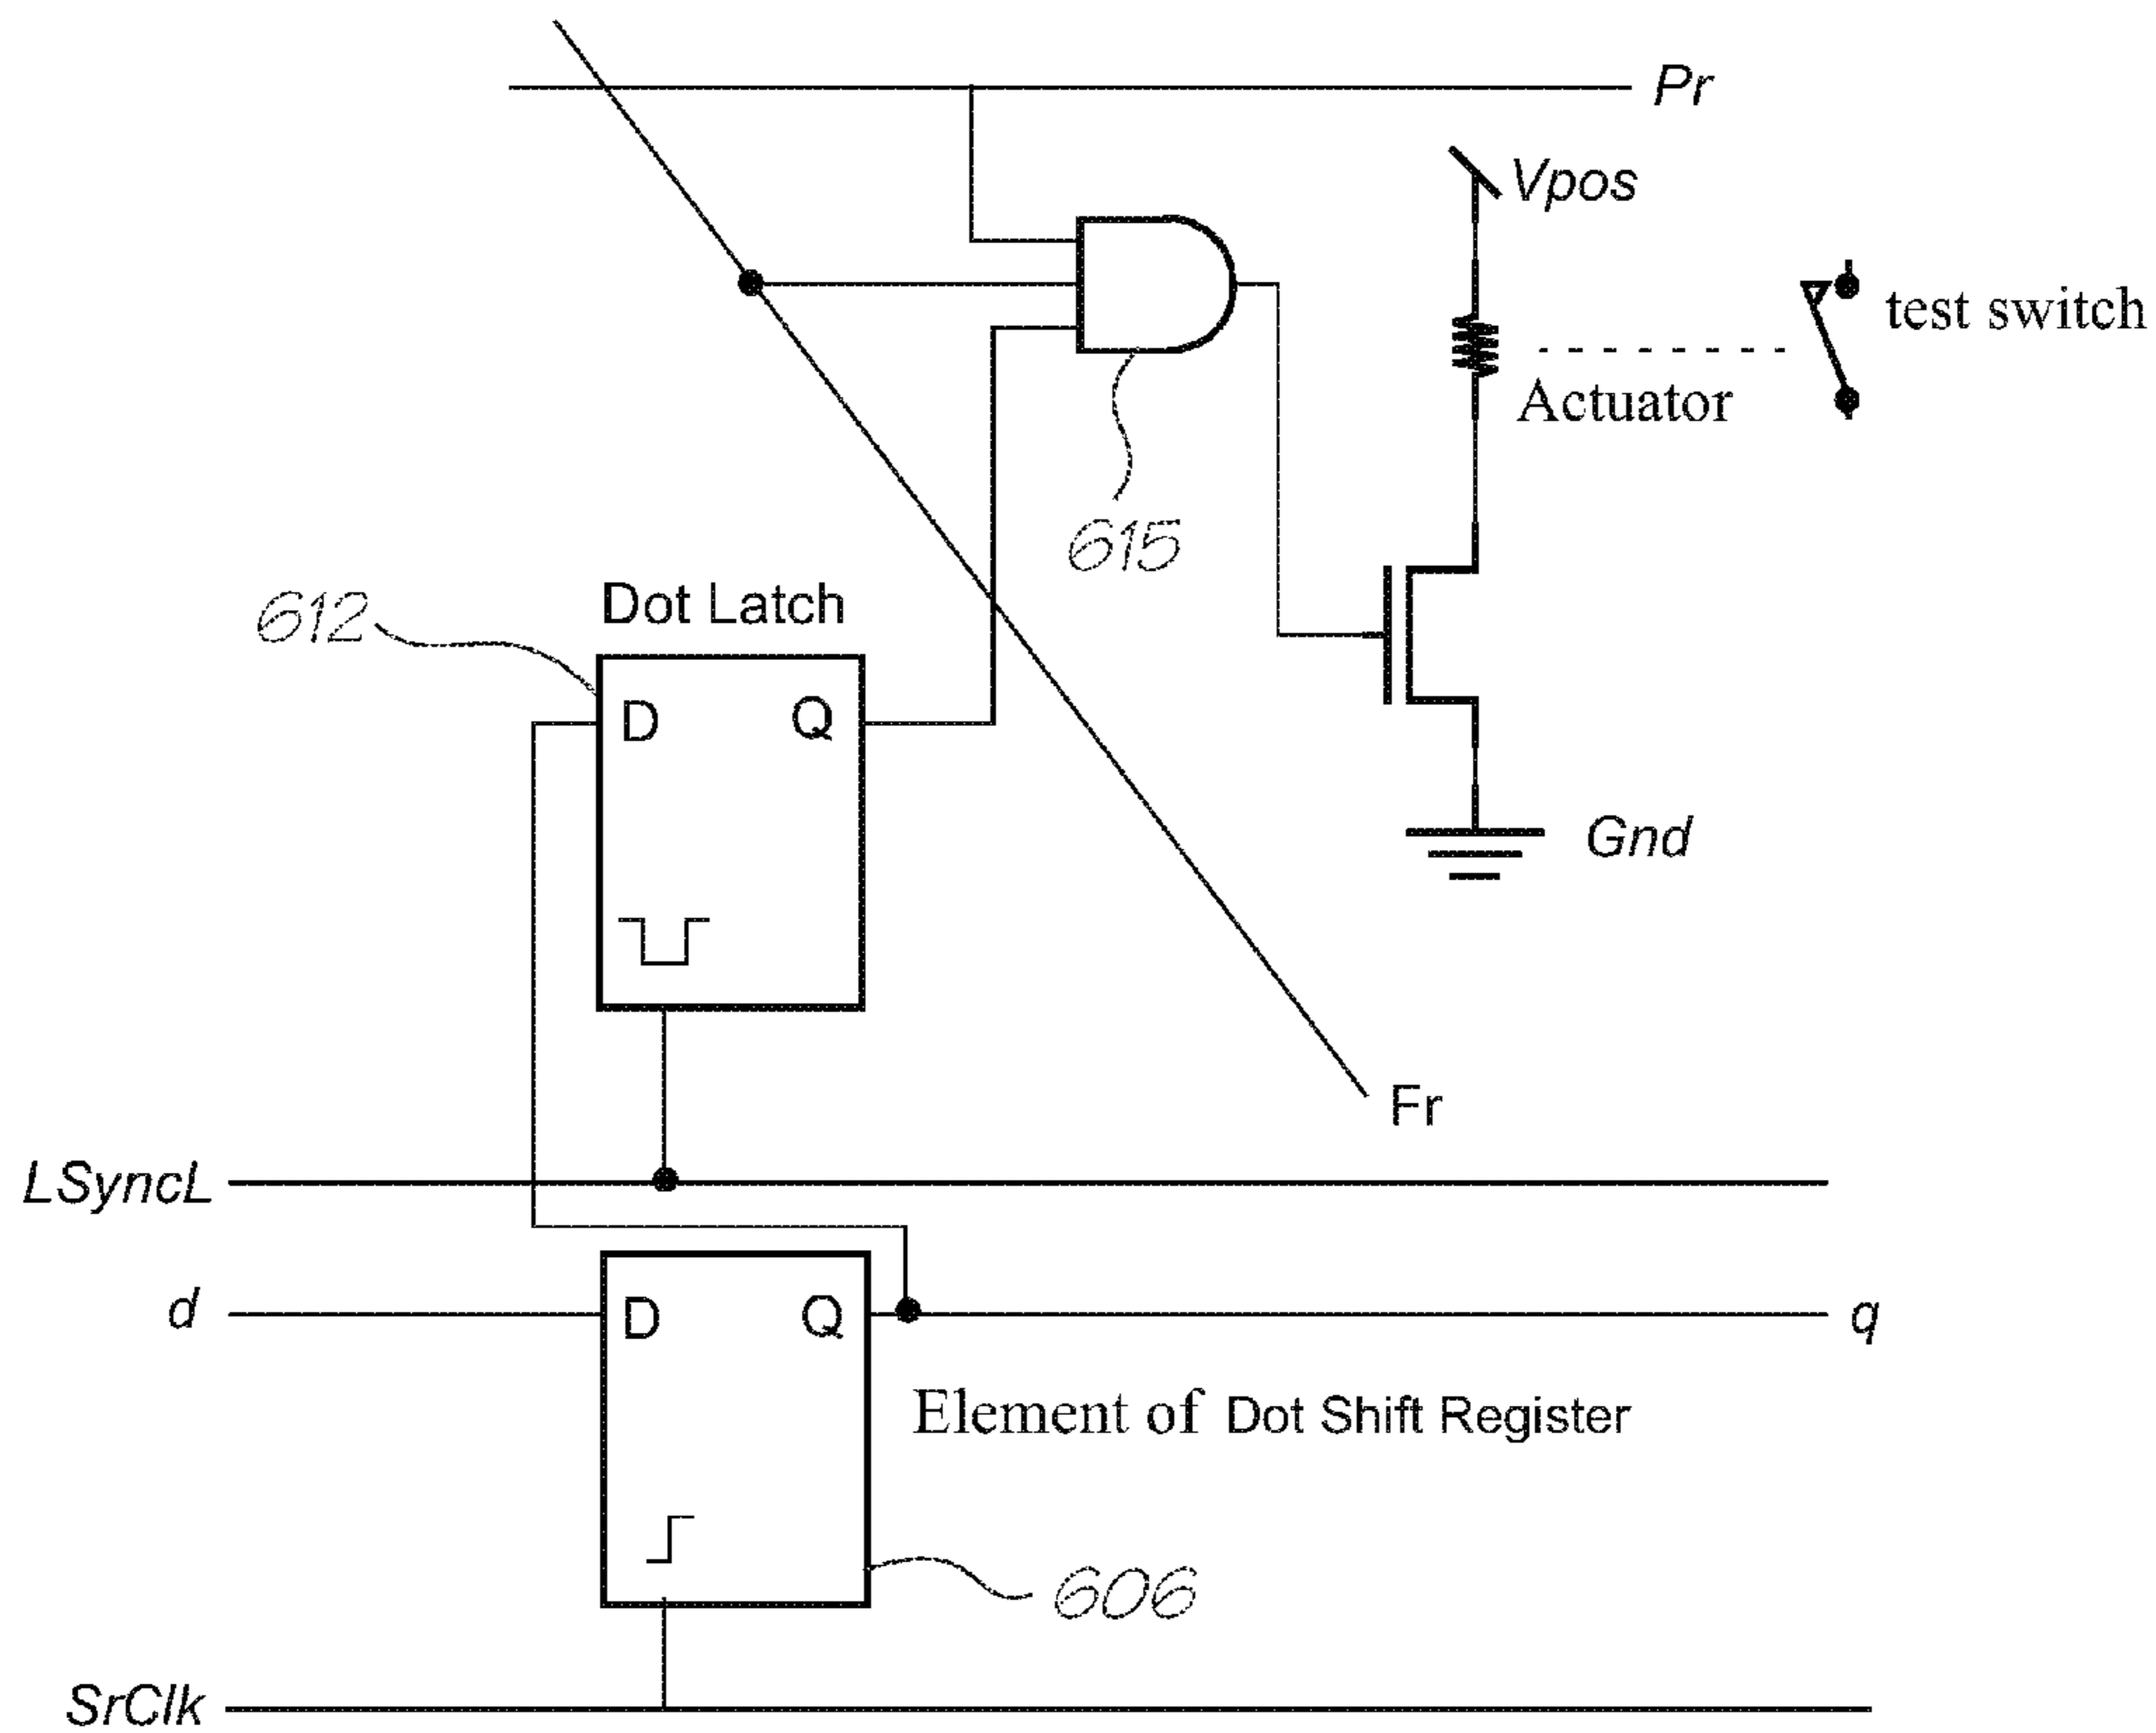 Pr
Vpos
test switch
Actuator
615
612
Dot Latch
D Q
Gnd
Fr
LSyncL
d
D Q
q
Element of Dot Shift Register
606
SrClk